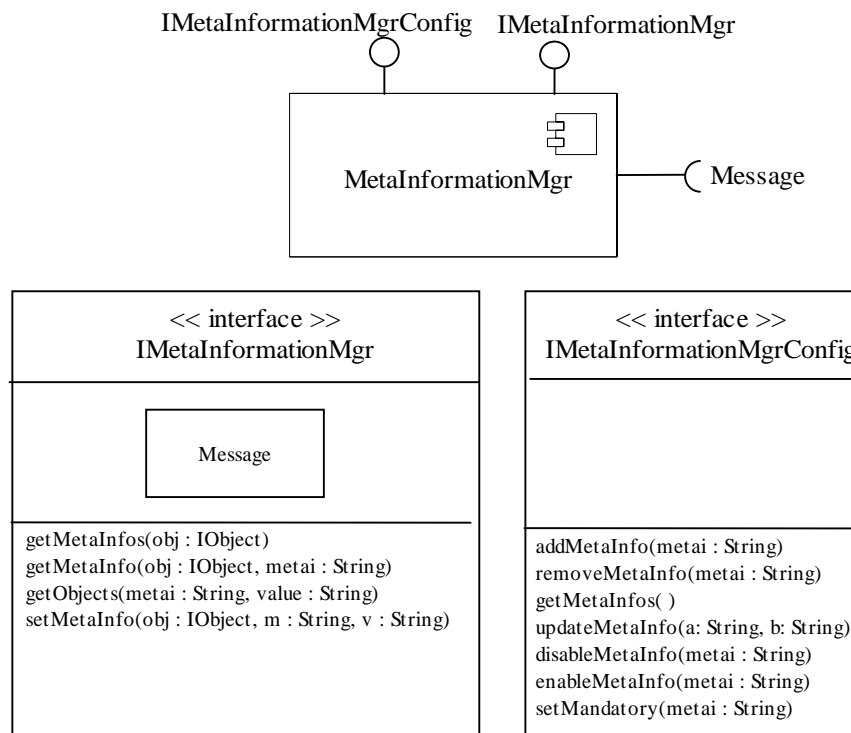 IMetaInformationMgrConfig
IMetaInformationMgr
MetaInformationMgr
Message
<< interface >>
IMetaInformationMgr
Message
getMetaInfos(obj : IObject)
getMetaInfo(obj : IObject, metai : String)
getObjects(metai : String, value : String)
setMetaInfo(obj : IObject, m : String, v : String)
<< interface >>
IMetaInformationMgrConfig
addMetaInfo(metai : String)
removeMetaInfo(metai : String)
getMetaInfos( )
updateMetaInfo(a: String, b: String)
disableMetaInfo(metai : String)
enableMetaInfo(metai : String)
setMandatory(metai : String)